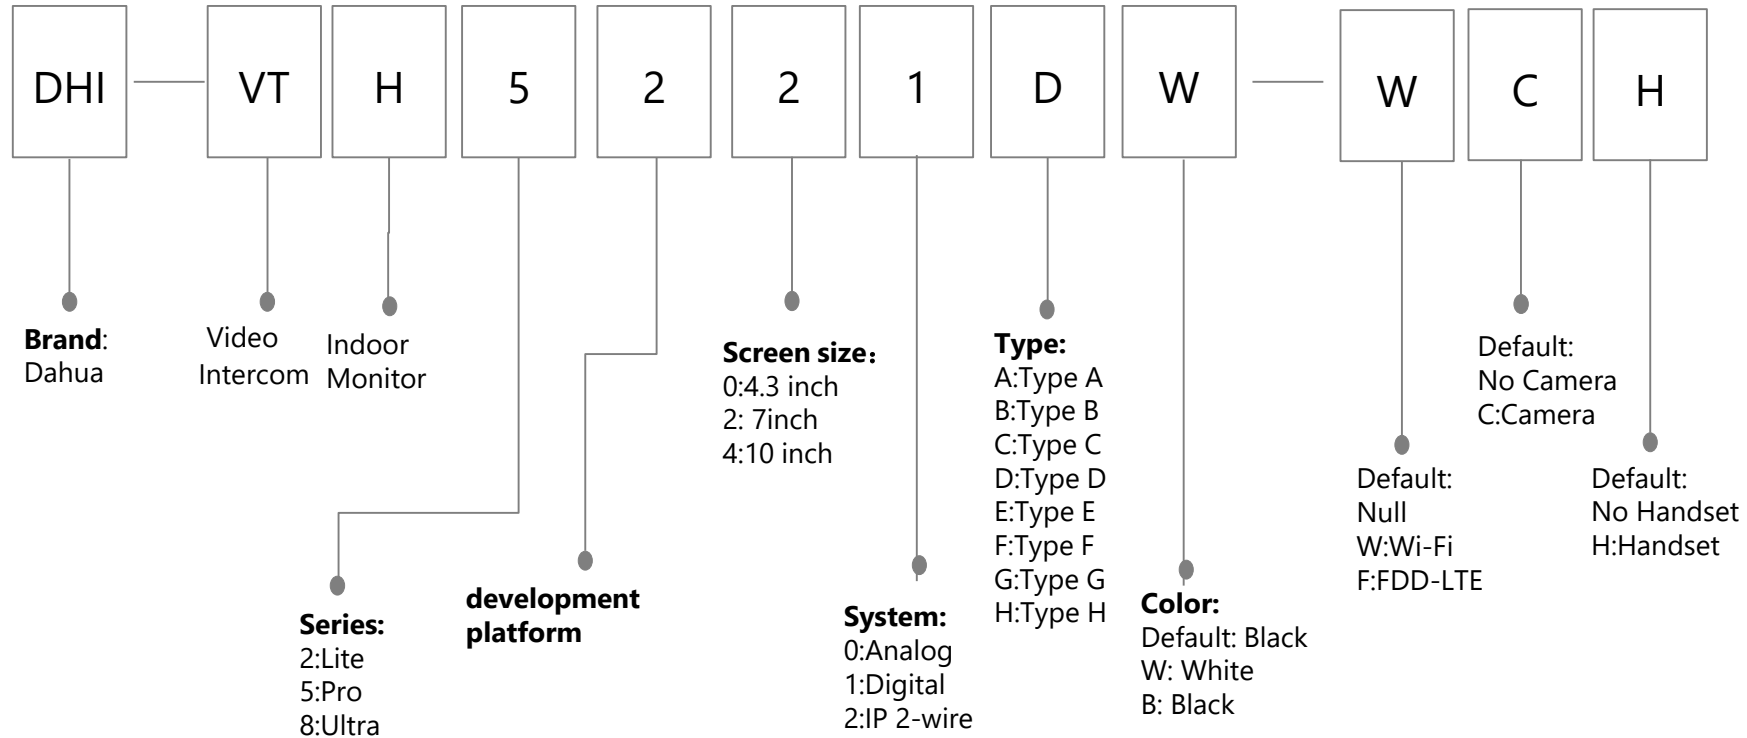 DHI VT H 5 2 2 1 D W W C H
Brand:
Dahua
Video
Intercom
Indoor
Monitor
Series:
2:Lite
5:Pro
8:Ultra
development
platform
Screen size：
0:4.3 inch
2: 7inch
4:10 inch
System:
0:Analog
1:Digital
2:IP 2-wire
Type:
A:Type A
B:Type B
C:Type C
D:Type D
E:Type E
F:Type F
G:Type G
H:Type H
Color:
Default: Black
W: White
B: Black
Default:
Null
W:Wi-Fi
F:FDD-LTE
Default:
No Camera
C:Camera
Default:
No Handset
H:Handset